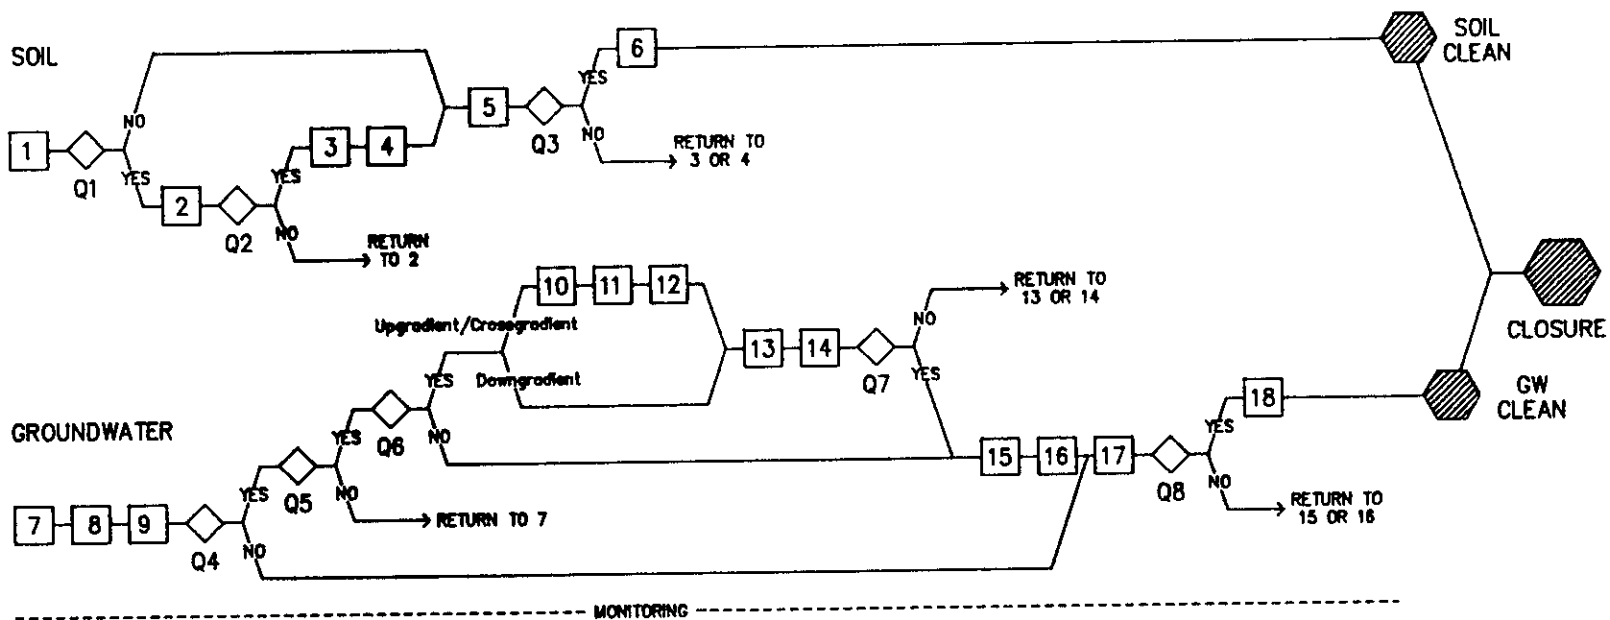 SOIL
1
Q1
NO
YES
2
Q2
YES
NO
RETURN
TO 2
3
4
5
Q3
YES
NO
RETURN TO
3 OR 4
6
SOIL
CLEAN
GROUNDWATER
7
8
9
Q4
YES
NO
Q5
YES
NO
RETURN TO 7
Q6
YES
NO
Upgradient/Crossgradient
Downgradient
10
11
12
13
14
Q7
NO
YES
RETURN TO
13 OR 14
15
16
17
Q8
YES
NO
RETURN TO
15 OR 16
18
GW
CLEAN
CLOSURE
MONITORING